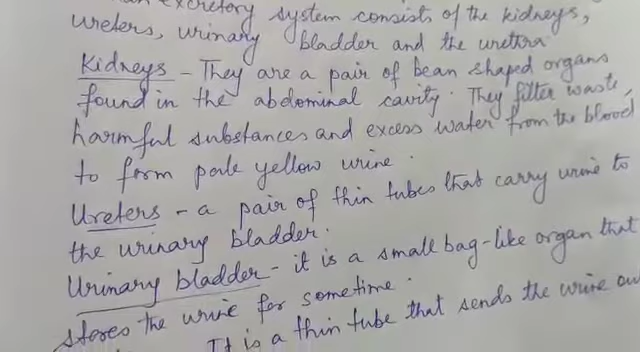 excretory system consists of the kidneys,
ureters, urinary bladder and the urethra
Kidneys - They are a pair of bean shaped organs
found in the abdominal cavity. They filter waste,
harmful substances and excess water from the blood
to form pale yellow urine.
Ureters - a pair of thin tubes that carry urine to
the urinary bladder.
Urinary bladder - it is a small bag-like organ that
stores the urine for sometime.
It is a thin tube that sends the urine